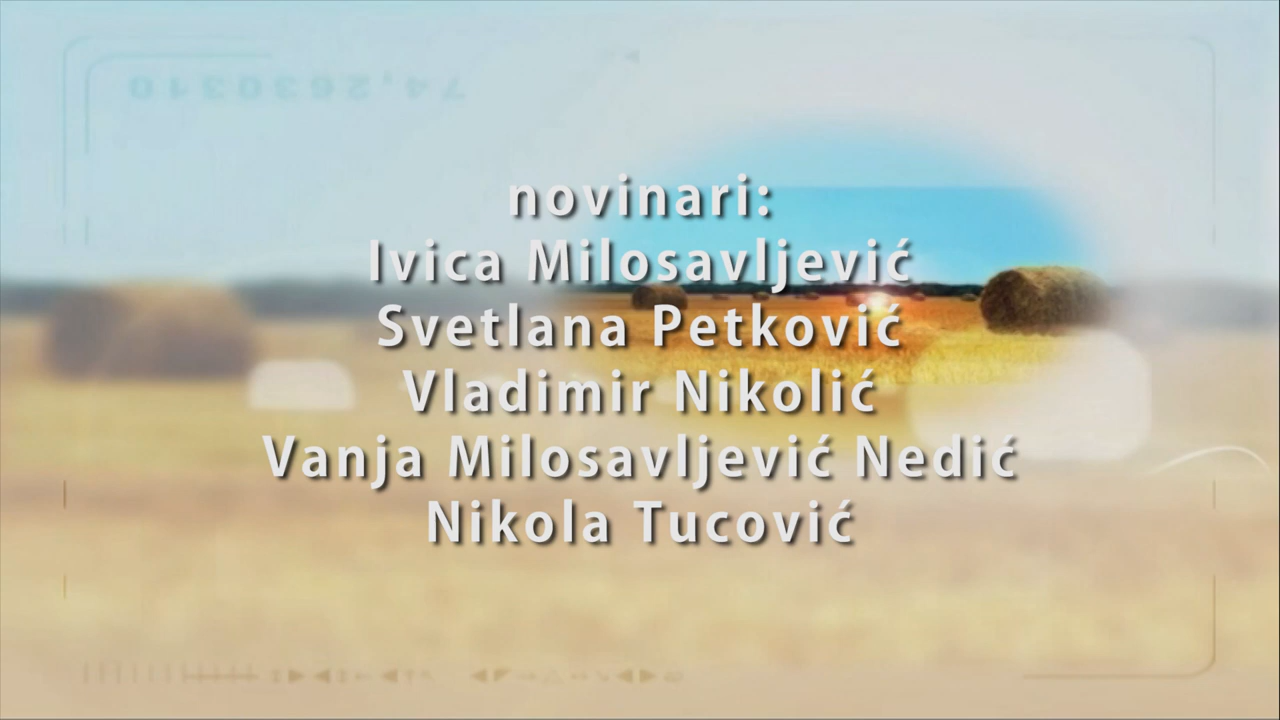 novinari:
Ivica Milosavljević
Svetlana Petković
Vladimir Nikolić
Vanja Milosavljević Nedić
Nikola Tucović